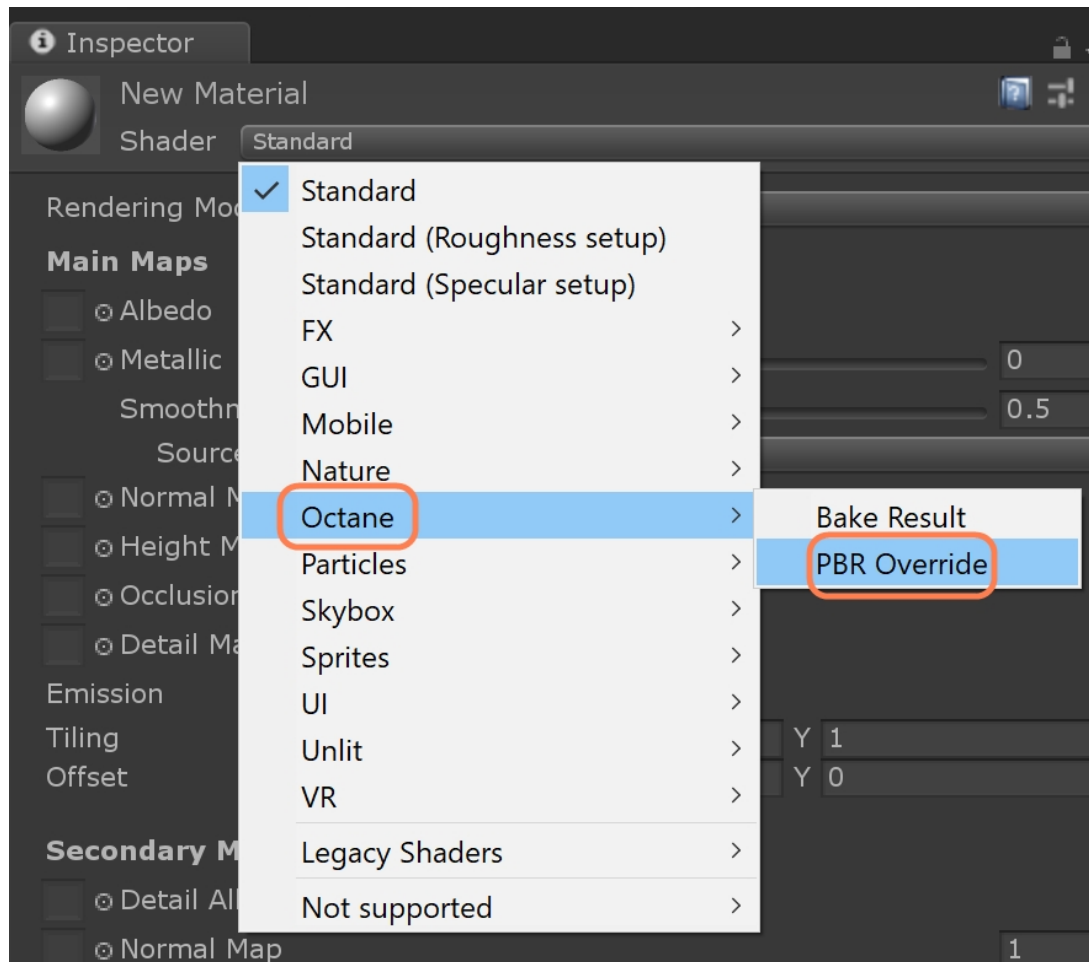 Inspector
New Material
Shader Standard
Standard
Rendering Mo
Standard (Roughness setup)
Main Maps
Standard (Specular setup)
Albedo
FX
Metallic 0
GUI
Smoothn 0.5
Mobile
Source
Nature
Normal M
Octane
Bake Result
Height M
Particles
PBR Override
Occlusion
Skybox
Detail Ma
Sprites
Emission
UI
Tiling Y 1
Unlit
Offset Y 0
VR
Secondary M
Legacy Shaders
Detail Al
Not supported
Normal Map 1